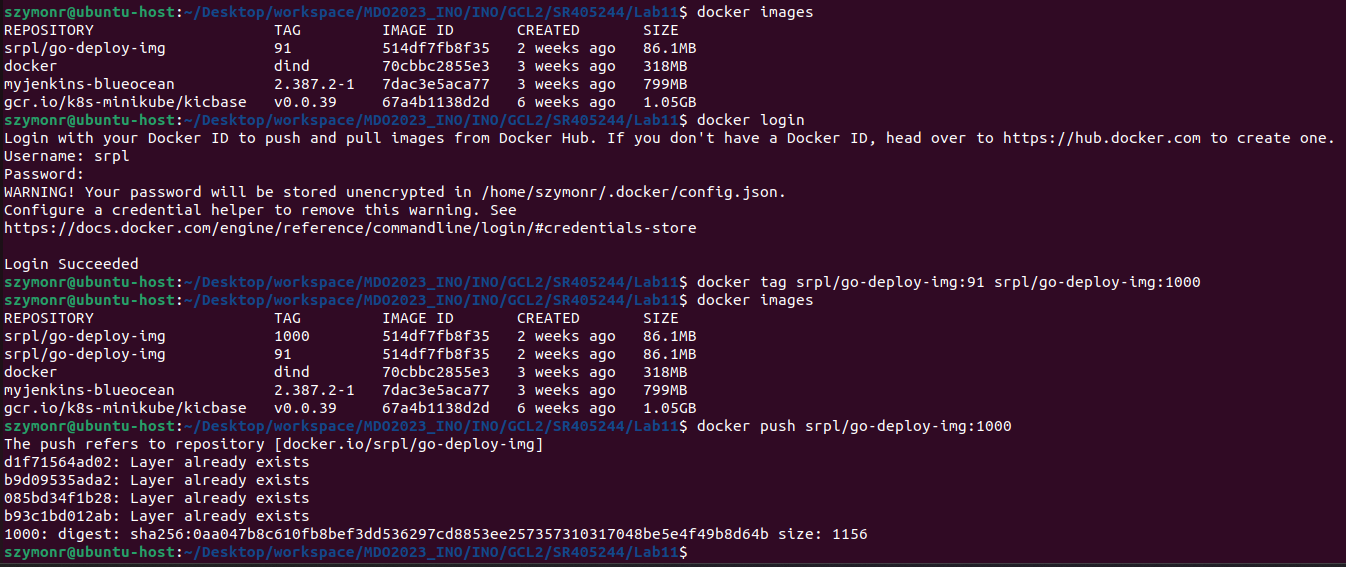 szymonr@ubuntu-host:~/Desktop/workspace/MDO2023_INO/INO/GCL2/SR405244/Lab11$ docker images
REPOSITORY                    TAG         IMAGE ID       CREATED       SIZE
srpl/go-deploy-img            91          514df7fb8f35   2 weeks ago   86.1MB
docker                        dind        70cbbc2855e3   3 weeks ago   318MB
myjenkins-blueocean           2.387.2-1   7dac3e5aca77   3 weeks ago   799MB
gcr.io/k8s-minikube/kicbase   v0.0.39     67a4b1138d2d   6 weeks ago   1.05GB
szymonr@ubuntu-host:~/Desktop/workspace/MDO2023_INO/INO/GCL2/SR405244/Lab11$ docker login
Login with your Docker ID to push and pull images from Docker Hub. If you don't have a Docker ID, head over to https://hub.docker.com to create one.
Username: srpl
Password:
WARNING! Your password will be stored unencrypted in /home/szymonr/.docker/config.json.
Configure a credential helper to remove this warning. See
https://docs.docker.com/engine/reference/commandline/login/#credentials-store

Login Succeeded
szymonr@ubuntu-host:~/Desktop/workspace/MDO2023_INO/INO/GCL2/SR405244/Lab11$ docker tag srpl/go-deploy-img:91 srpl/go-deploy-img:1000
szymonr@ubuntu-host:~/Desktop/workspace/MDO2023_INO/INO/GCL2/SR405244/Lab11$ docker images
REPOSITORY                    TAG         IMAGE ID       CREATED       SIZE
srpl/go-deploy-img            1000        514df7fb8f35   2 weeks ago   86.1MB
srpl/go-deploy-img            91          514df7fb8f35   2 weeks ago   86.1MB
docker                        dind        70cbbc2855e3   3 weeks ago   318MB
myjenkins-blueocean           2.387.2-1   7dac3e5aca77   3 weeks ago   799MB
gcr.io/k8s-minikube/kicbase   v0.0.39     67a4b1138d2d   6 weeks ago   1.05GB
szymonr@ubuntu-host:~/Desktop/workspace/MDO2023_INO/INO/GCL2/SR405244/Lab11$ docker push srpl/go-deploy-img:1000
The push refers to repository [docker.io/srpl/go-deploy-img]
d1f71564ad02: Layer already exists
b9d09535ada2: Layer already exists
085bd34f1b28: Layer already exists
b93c1bd012ab: Layer already exists
1000: digest: sha256:0aa047b8c610fb8bef3dd536297cd8853ee257357310317048be5e4f49b8d64b size: 1156
szymonr@ubuntu-host:~/Desktop/workspace/MDO2023_INO/INO/GCL2/SR405244/Lab11$